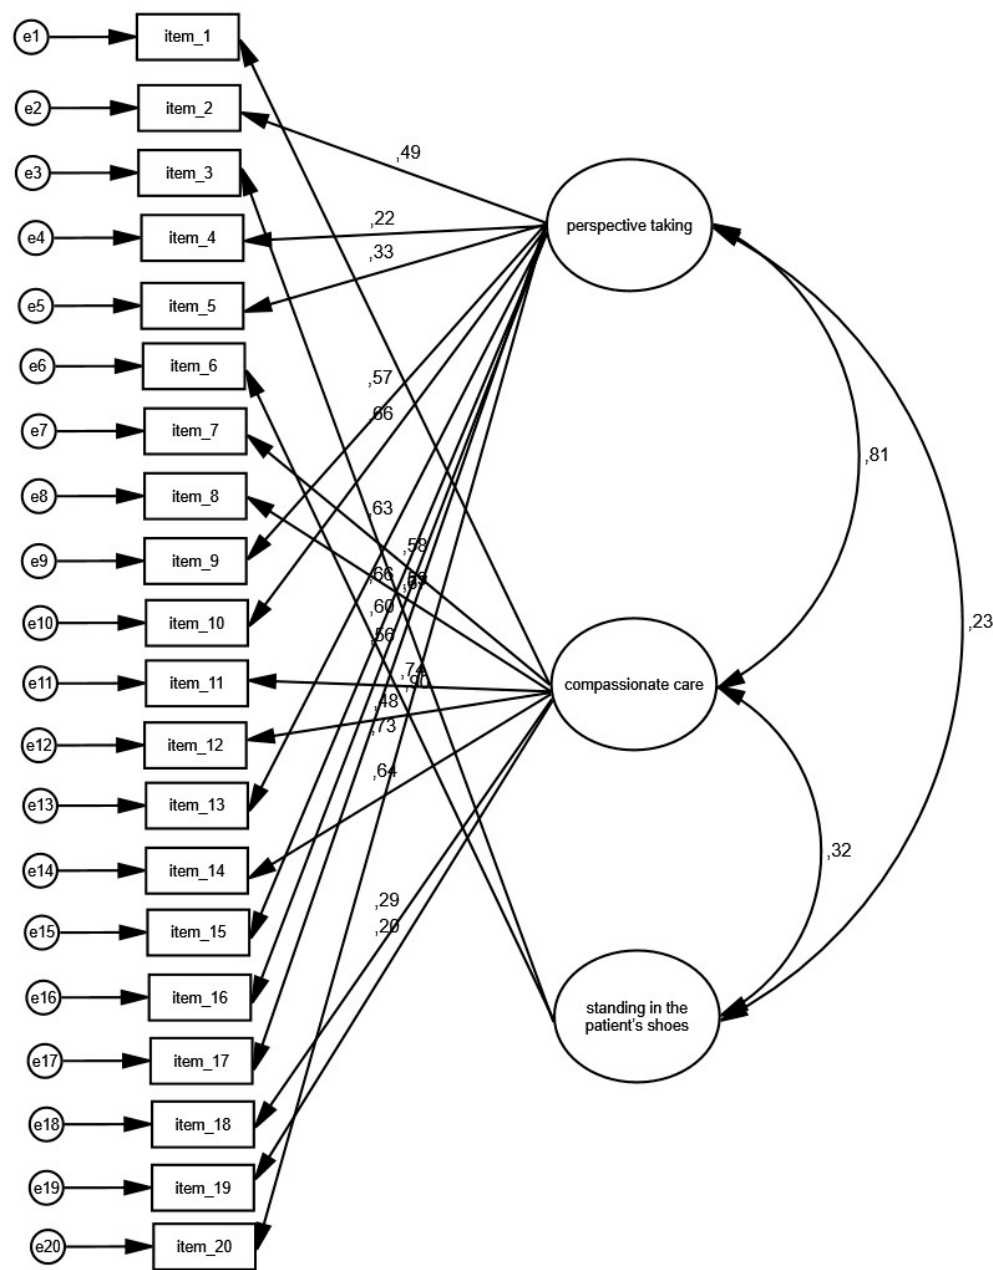 e1 item_1
e2 item_2
,49
e3 item_3
,22
perspective taking
e4 item_4
,33
e5 item_5
e6 item_6
,57
,66
e7 item_7
,81
e8 item_8
,63
,58
e9 item_9
,66
,60
e10 item_10
,23
,56
e11 item_11
,74
,90
compassionate care
,48
,73
e12 item_12
,64
e13 item_13
,32
e14 item_14
,29
,20
e15 item_15
e16 item_16
standing in the
patient's shoes
e17 item_17
e18 item_18
e19 item_19
e20 item_20